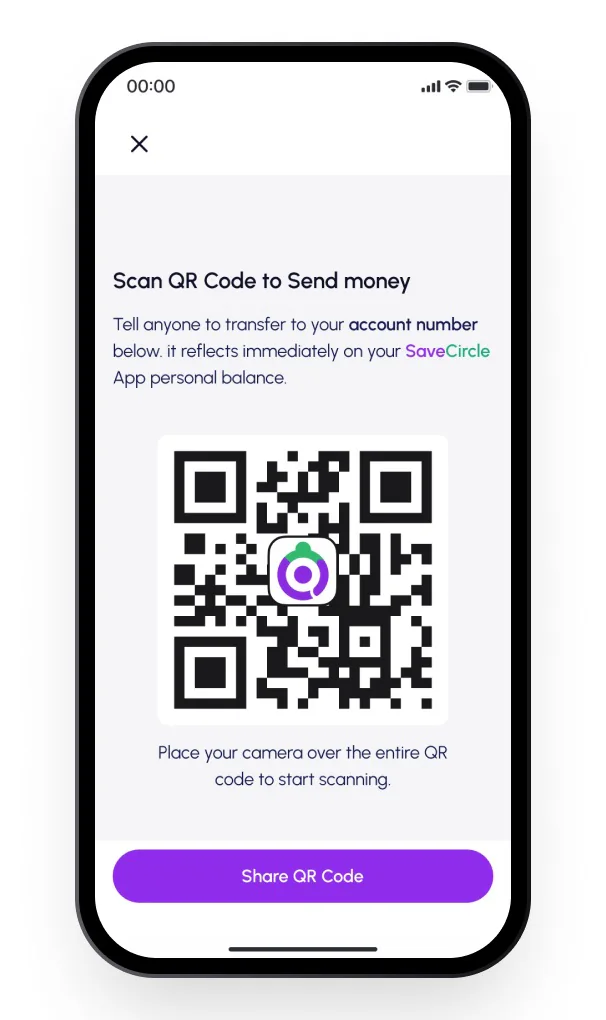 00:00
Scan QR Code to Send money
Tell anyone to transfer to your account number
below. it reflects immediately on your SaveCircle
App personal balance.
Place your camera over the entire QR
code to start scanning.
Share QR Code